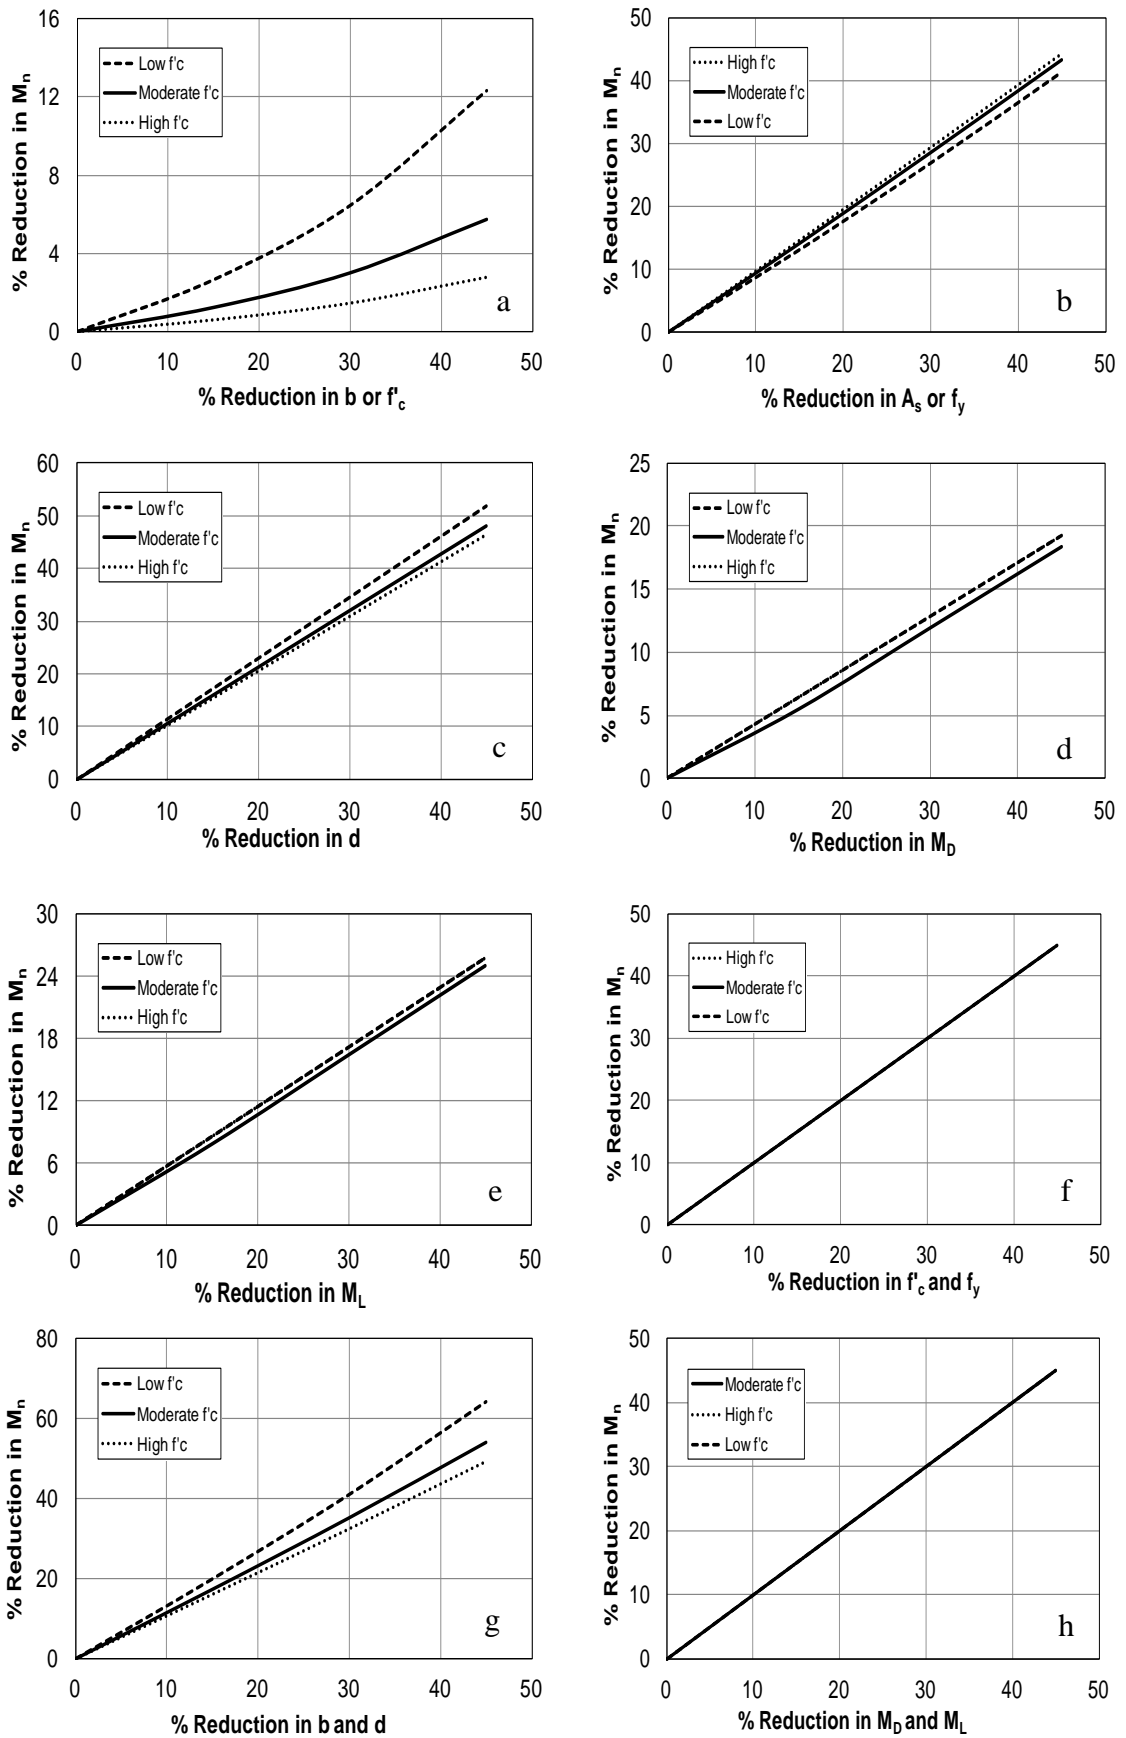 % Reduction in Mn
16
12
8
4
0
Low f'c
Moderate f'c
High f'c
a
0 10 20 30 40 50
% Reduction in b or f'c
% Reduction in Mn
50
40
30
20
10
0
High f'c
Moderate f'c
Low f'c
b
0 10 20 30 40 50
% Reduction in As or fy
% Reduction in Mn
60
50
40
30
20
10
0
Low f'c
Moderate f'c
High f'c
c
0 10 20 30 40 50
% Reduction in d
% Reduction in Mn
25
20
15
10
5
0
Low f'c
Moderate f'c
High f'c
d
0 10 20 30 40 50
% Reduction in MD
% Reduction in Mn
30
24
18
12
6
0
Low f'c
Moderate f'c
High f'c
e
0 10 20 30 40 50
% Reduction in ML
% Reduction in Mn
50
40
30
20
10
0
High f'c
Moderate f'c
Low f'c
f
0 10 20 30 40 50
% Reduction in f'c and fy
% Reduction in Mn
80
60
40
20
0
Low f'c
Moderate f'c
High f'c
g
0 10 20 30 40 50
% Reduction in b and d
% Reduction in Mn
50
40
30
20
10
0
Moderate f'c
High f'c
Low f'c
h
0 10 20 30 40 50
% Reduction in MD and ML